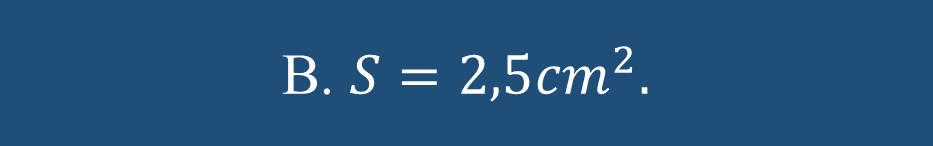 B. S = 2,5cm².